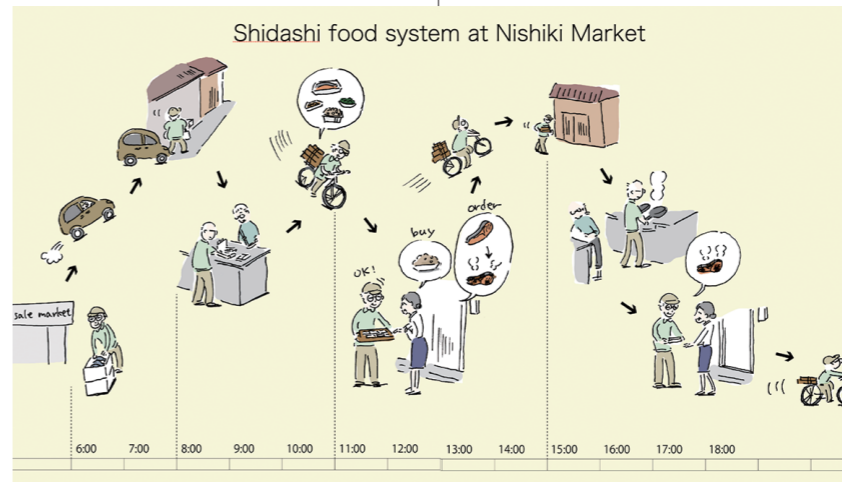 Shidashi food system at Nishiki Market
order
buy
OK!
sale market
6:00 7:00 8:00 9:00 10:00 11:00 12:00 13:00 14:00 15:00 16:00 17:00 18:00